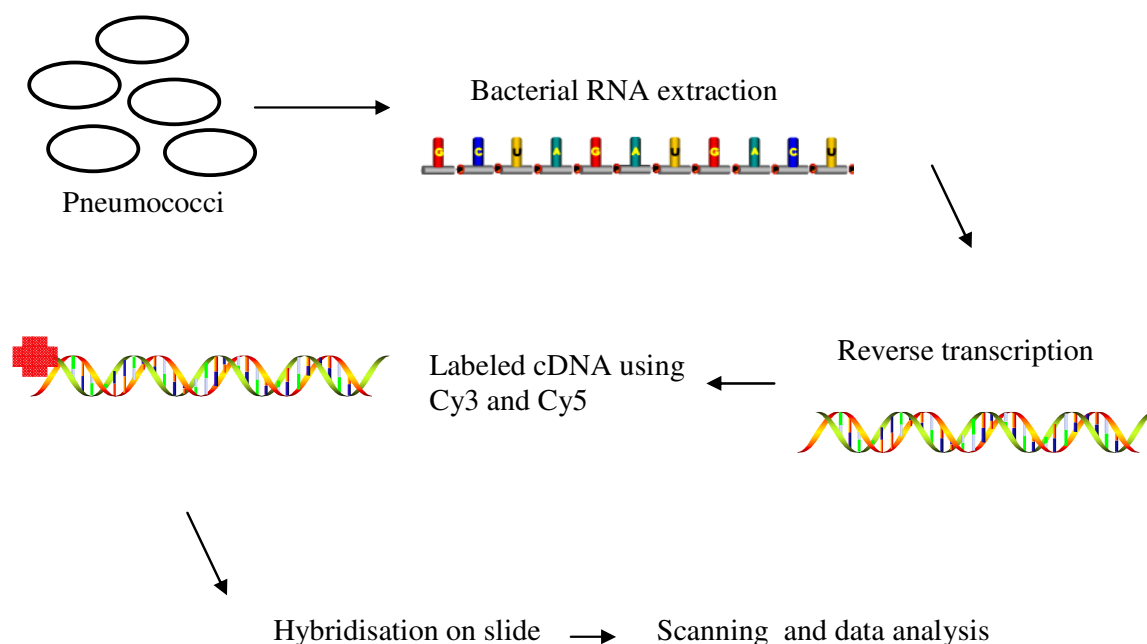 Bacterial RNA extraction
G C U A G A U G A C U
Pneumococci
Reverse transcription
Labeled cDNA using
Cy3 and Cy5
Hybridisation on slide
Scanning and data analysis